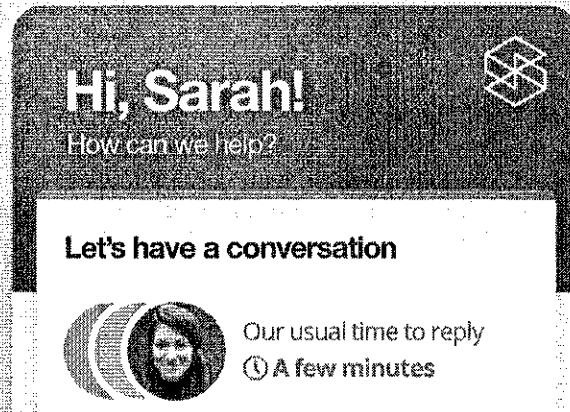 Hi, Sarah!
How can we help?
Let's have a conversation
Our usual time to reply
A few minutes